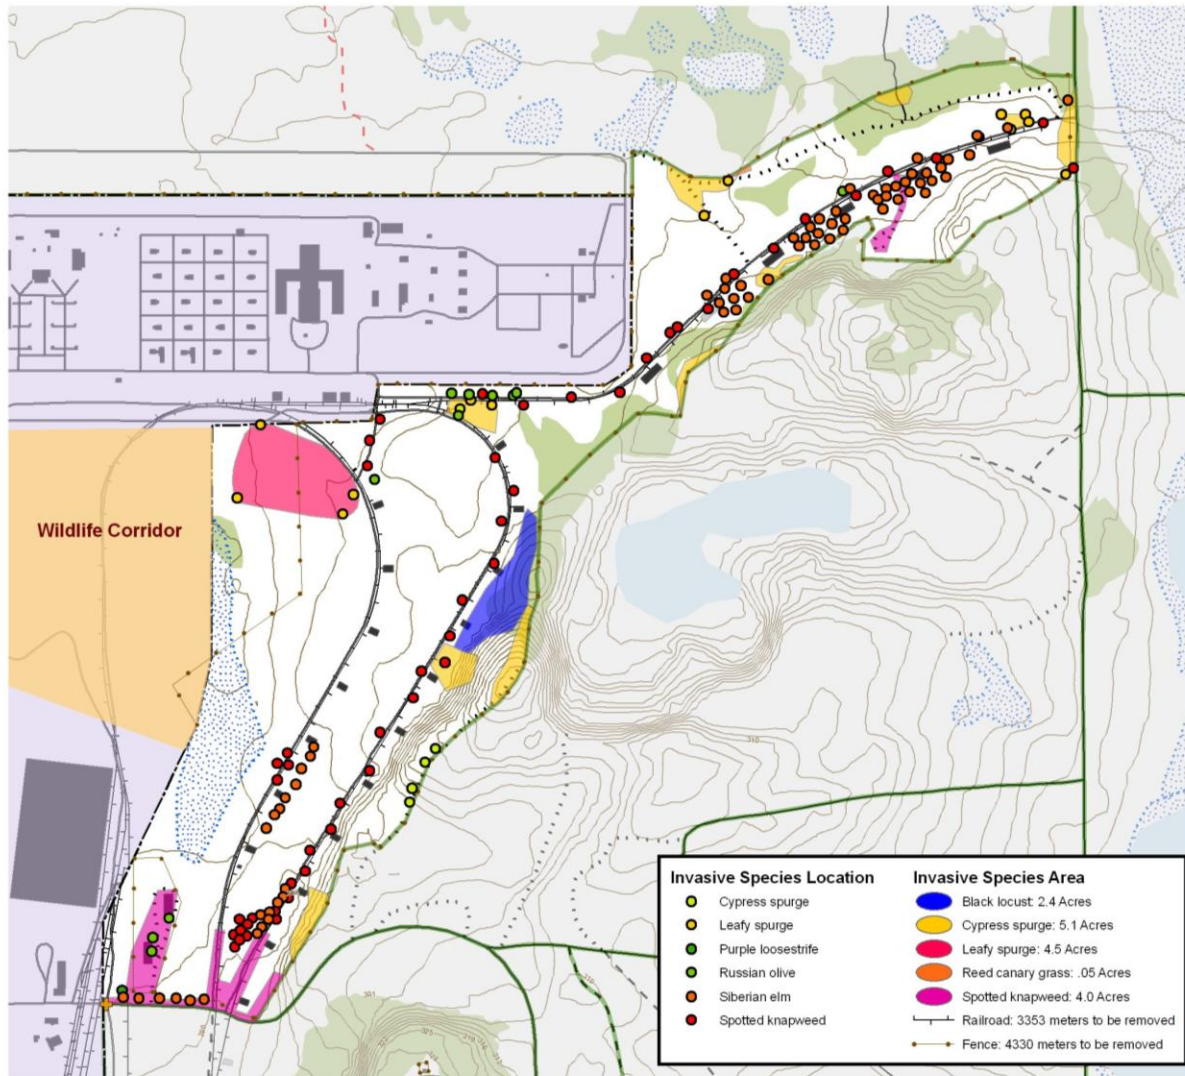 Wildlife Corridor
310
Invasive Species Location
Cypress spurge
Leafy spurge
Purple loosestrife
Russian olive
Siberian elm
Spotted knapweed
Invasive Species Area
Black locust: 2.4 Acres
Cypress spurge: 5.1 Acres
Leafy spurge: 4.5 Acres
Reed canary grass: .05 Acres
Spotted knapweed: 4.0 Acres
Railroad: 3353 meters to be removed
Fence: 4330 meters to be removed
301